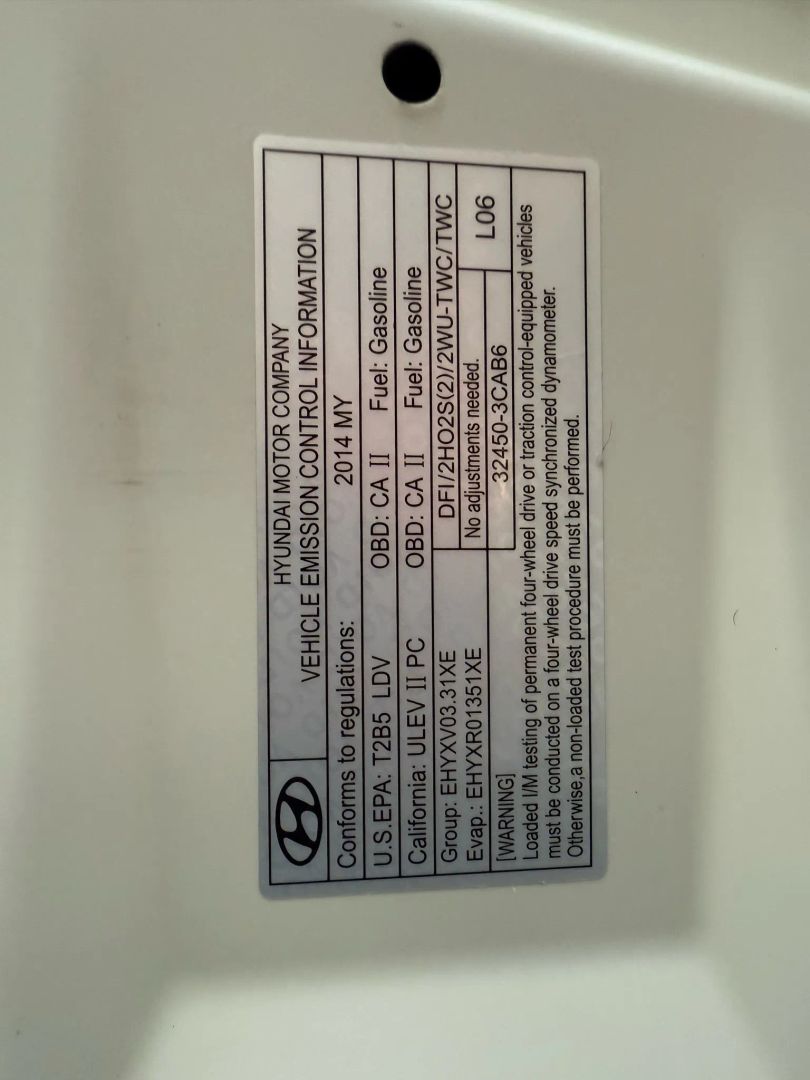 HYUNDAI MOTOR COMPANY
VEHICLE EMISSION CONTROL INFORMATION
Conforms to regulations: 2014 MY
U.S.EPA: T2B5 LDV OBD: CA II Fuel: Gasoline
California: ULEV II PC OBD: CA II Fuel: Gasoline
Group: EHYXV03.31XE DFI/2HO2S(2)/2WU-TWC/TWC
Evap.: EHYXR01351XE No adjustments needed.
32450-3CAB6 L06
[WARNING]
Loaded I/M testing of permanent four-wheel drive or traction control-equipped vehicles
must be conducted on a four-wheel drive speed synchronized dynamometer.
Otherwise,a non-loaded test procedure must be performed.